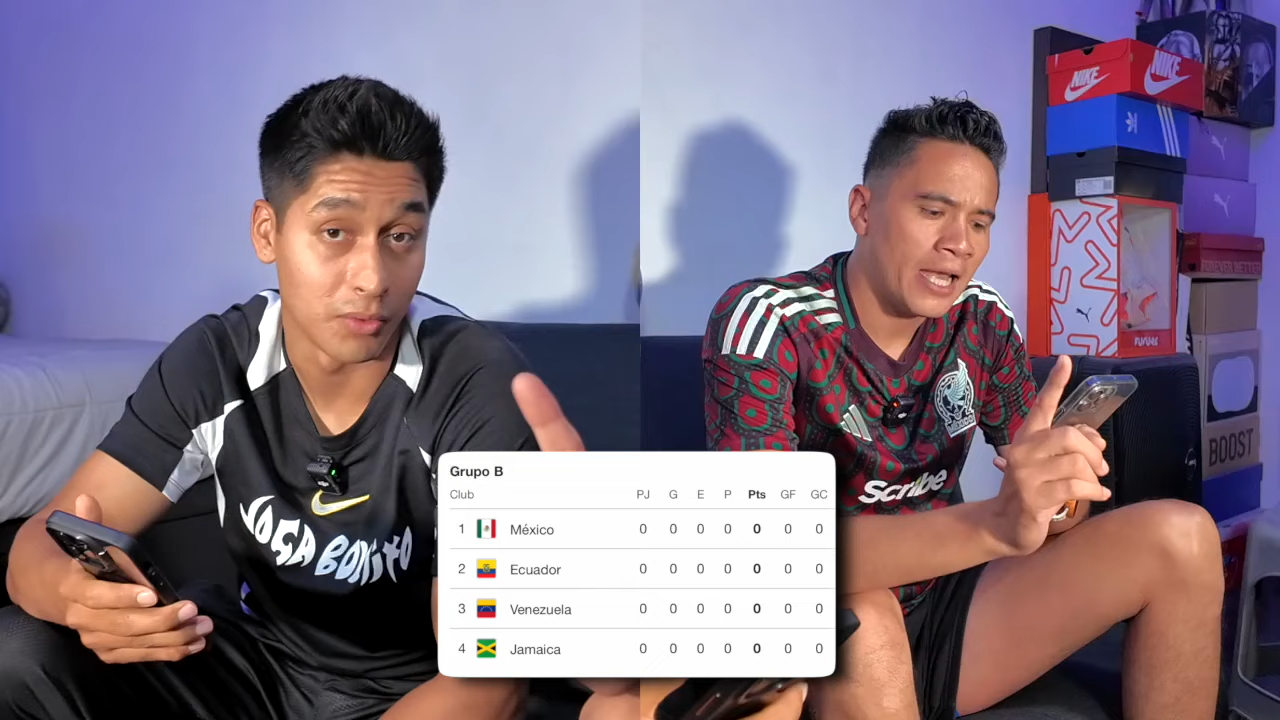 NIKE
NIKE
JOGA BONITO
MEXICO
Scribe
BOOST
Grupo B
Club PJ G E P Pts GF GC
1 México 0 0 0 0 0 0 0
2 Ecuador 0 0 0 0 0 0 0
3 Venezuela 0 0 0 0 0 0 0
4 Jamaica 0 0 0 0 0 0 0